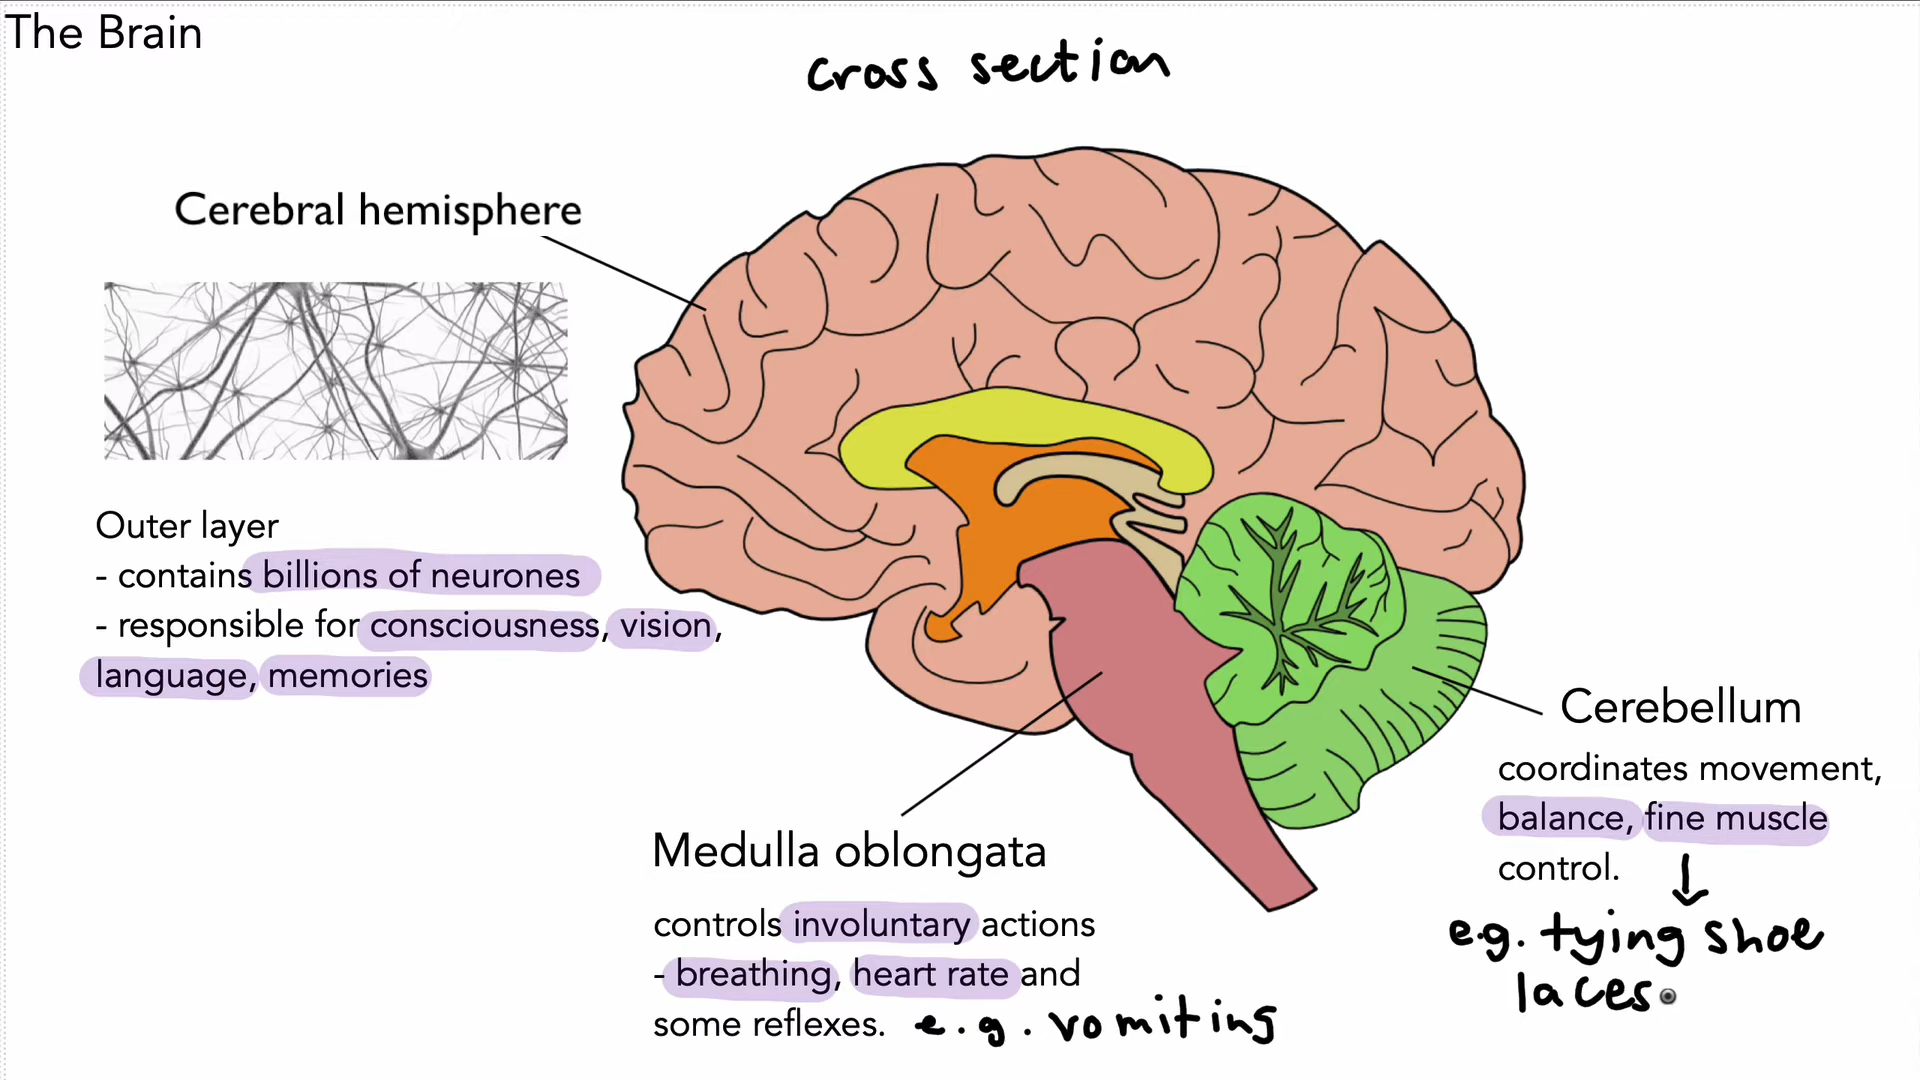 The Brain
cross section
Cerebral hemisphere
Outer layer
- contains billions of neurones
- responsible for consciousness, vision,
language, memories
Medulla oblongata
controls involuntary actions
- breathing, heart rate and
some reflexes. e.g. vomiting
Cerebellum
coordinates movement,
balance, fine muscle
control.
e.g. tying shoe
laces